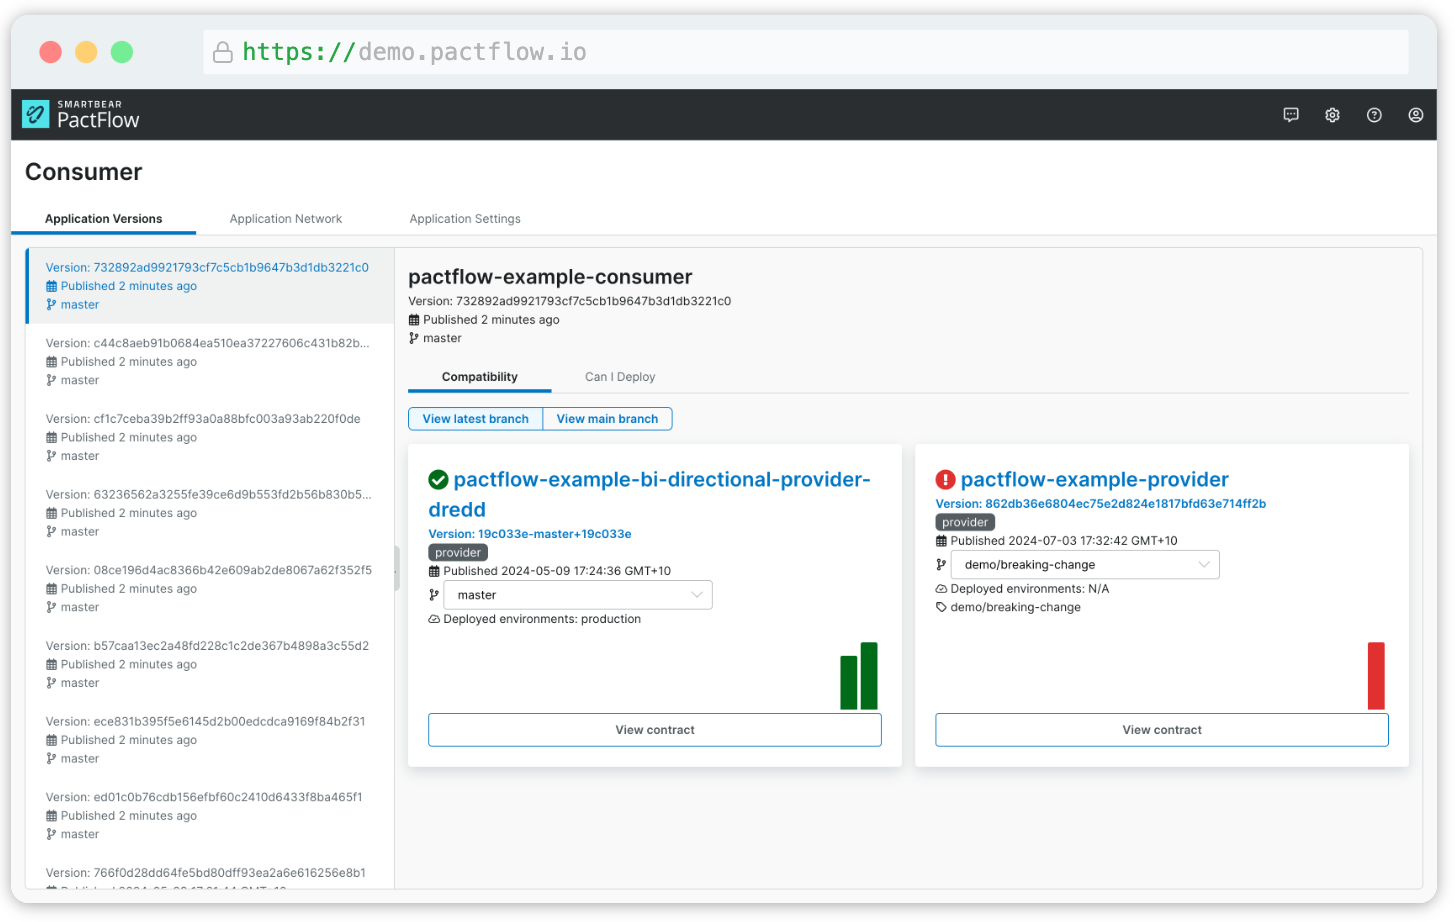 https://demo.pactflow.io
SMARTBEAR
PactFlow
Consumer
Application Versions
Application Network
Application Settings
Version: 732892ad9921793cf7c5cb1b9647b3d1db3221c0
Published 2 minutes ago
master
Version: c44c8aeb91b0684ea510ea37227606c431b82b...
Published 2 minutes ago
master
Version: cf1c7ceba39b2ff93a0a88bfc003a93ab220f0de
Published 2 minutes ago
master
Version: 63236562a3255fe39ce6d9b553fd2b56b830b5...
Published 2 minutes ago
master
Version: 08ce196d4ac8366b42e609ab2de8067a62f352f5
Published 2 minutes ago
master
Version: b57caa13ec2a48fd228c1c2de367b4898a3c55d2
Published 2 minutes ago
master
Version: ece831b395f5e6145d2b00edcdca9169f84b2f31
Published 2 minutes ago
master
Version: ed01c0b76cdb156efbf60c2410d6433f8ba465f1
Published 2 minutes ago
master
Version: 766f0d28dd64fe5bd80dff93ea2a6e616256e8b1
pactflow-example-consumer
Version: 732892ad9921793cf7c5cb1b9647b3d1db3221c0
Published 2 minutes ago
master
Compatibility
Can I Deploy
View latest branch
View main branch
pactflow-example-bi-directional-provider-
dredd
Version: 19c033e-master+19c033e
provider
Published 2024-05-09 17:24:36 GMT+10
master
Deployed environments: production
View contract
pactflow-example-provider
Version: 862db36e6804ec75e2d824e1817bfd63e714ff2b
provider
Published 2024-07-03 17:32:42 GMT+10
demo/breaking-change
Deployed environments: N/A
demo/breaking-change
View contract